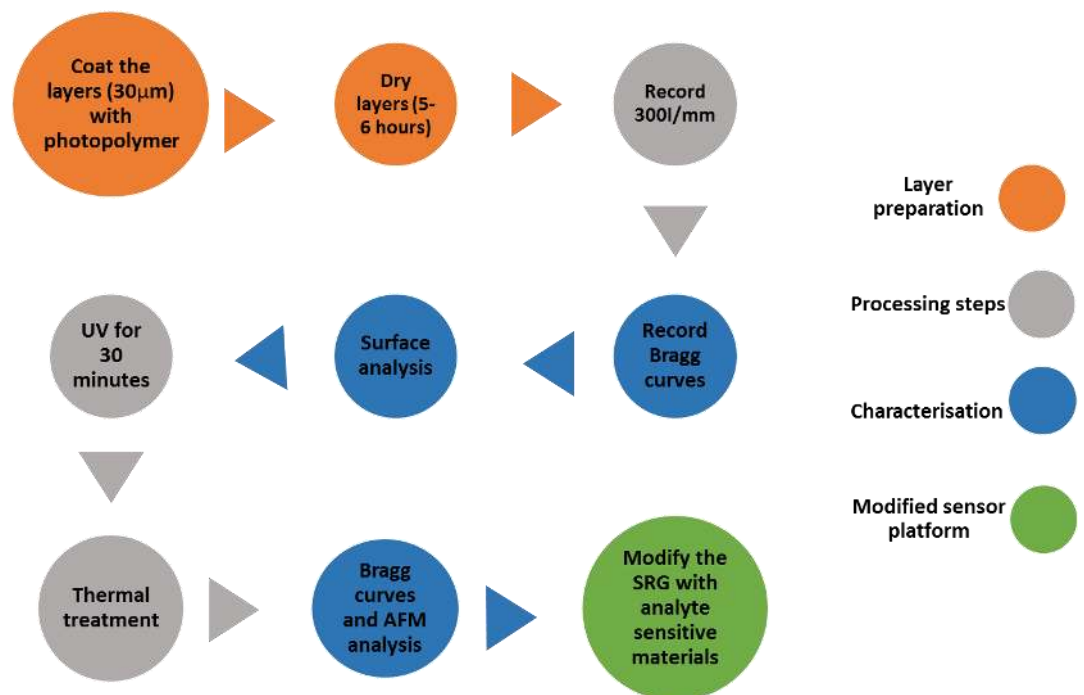 Coat the
layers (30μm)
with
photopolymer
Dry
layers (5-
6 hours)
Record
300l/mm
Layer
preparation
Processing steps
UV for
30
minutes
Surface
analysis
Record
Bragg
curves
Characterisation
Modified sensor
platform
Thermal
treatment
Bragg
curves
and AFM
analysis
Modify the
SRG with
analyte
sensitive
materials